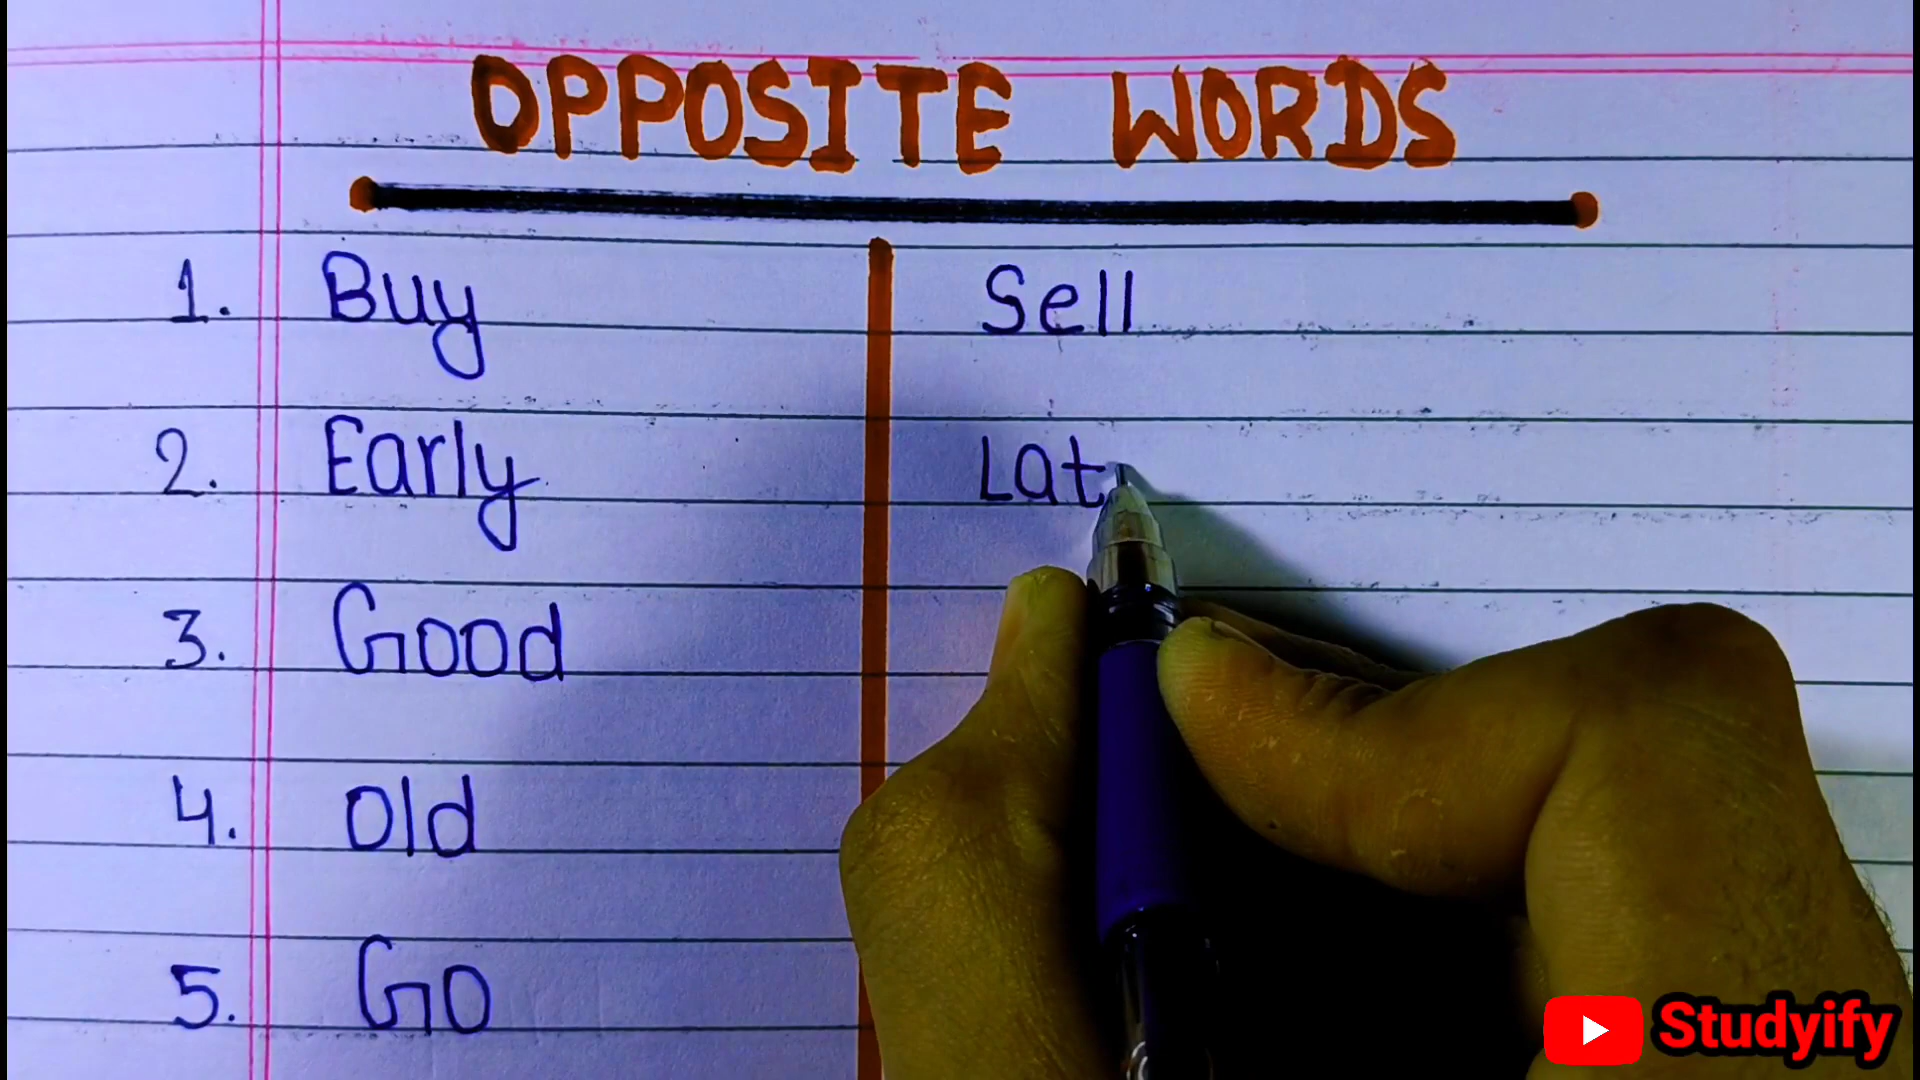 OPPOSITE WORDS
1. Buy Sell
2. Early Lat
3. Good
4. Old
5. Go
Studyify